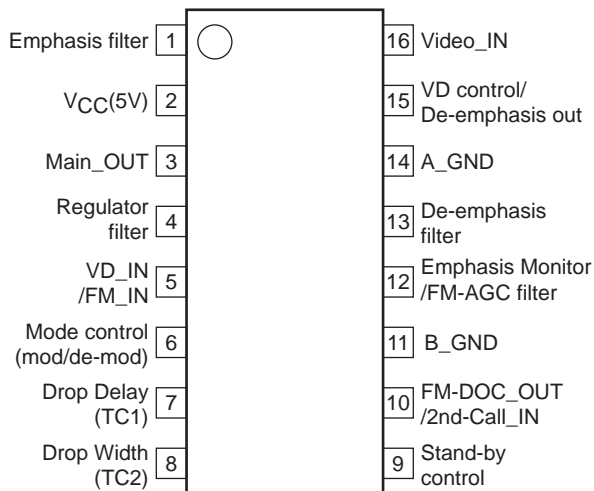 Emphasis filter 1
VCC(5V) 2
Main_OUT 3
Regulator
filter 4
VD_IN
/FM_IN 5
Mode control
(mod/de-mod) 6
Drop Delay
(TC1) 7
Drop Width
(TC2) 8
16 Video_IN
15 VD control/
De-emphasis out
14 A_GND
13 De-emphasis
filter
12 Emphasis Monitor
/FM-AGC filter
11 B_GND
10 FM-DOC_OUT
/2nd-Call_IN
9 Stand-by
control